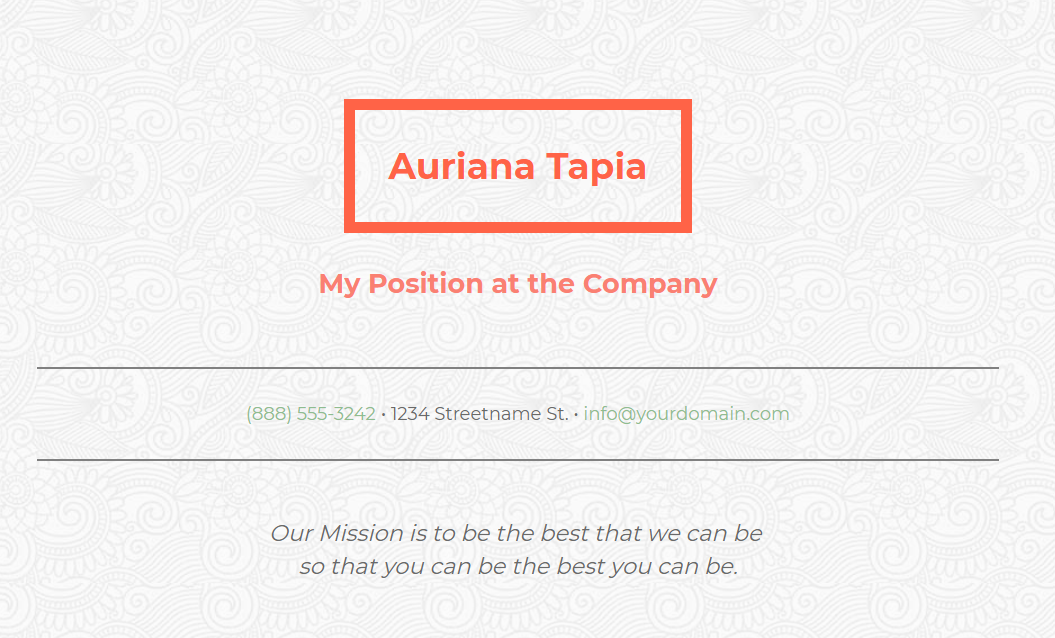 Auriana Tapia
My Position at the Company
(888) 555-3242 • 1234 Streetname St. • info@yourdomain.com
Our Mission is to be the best that we can be
so that you can be the best you can be.